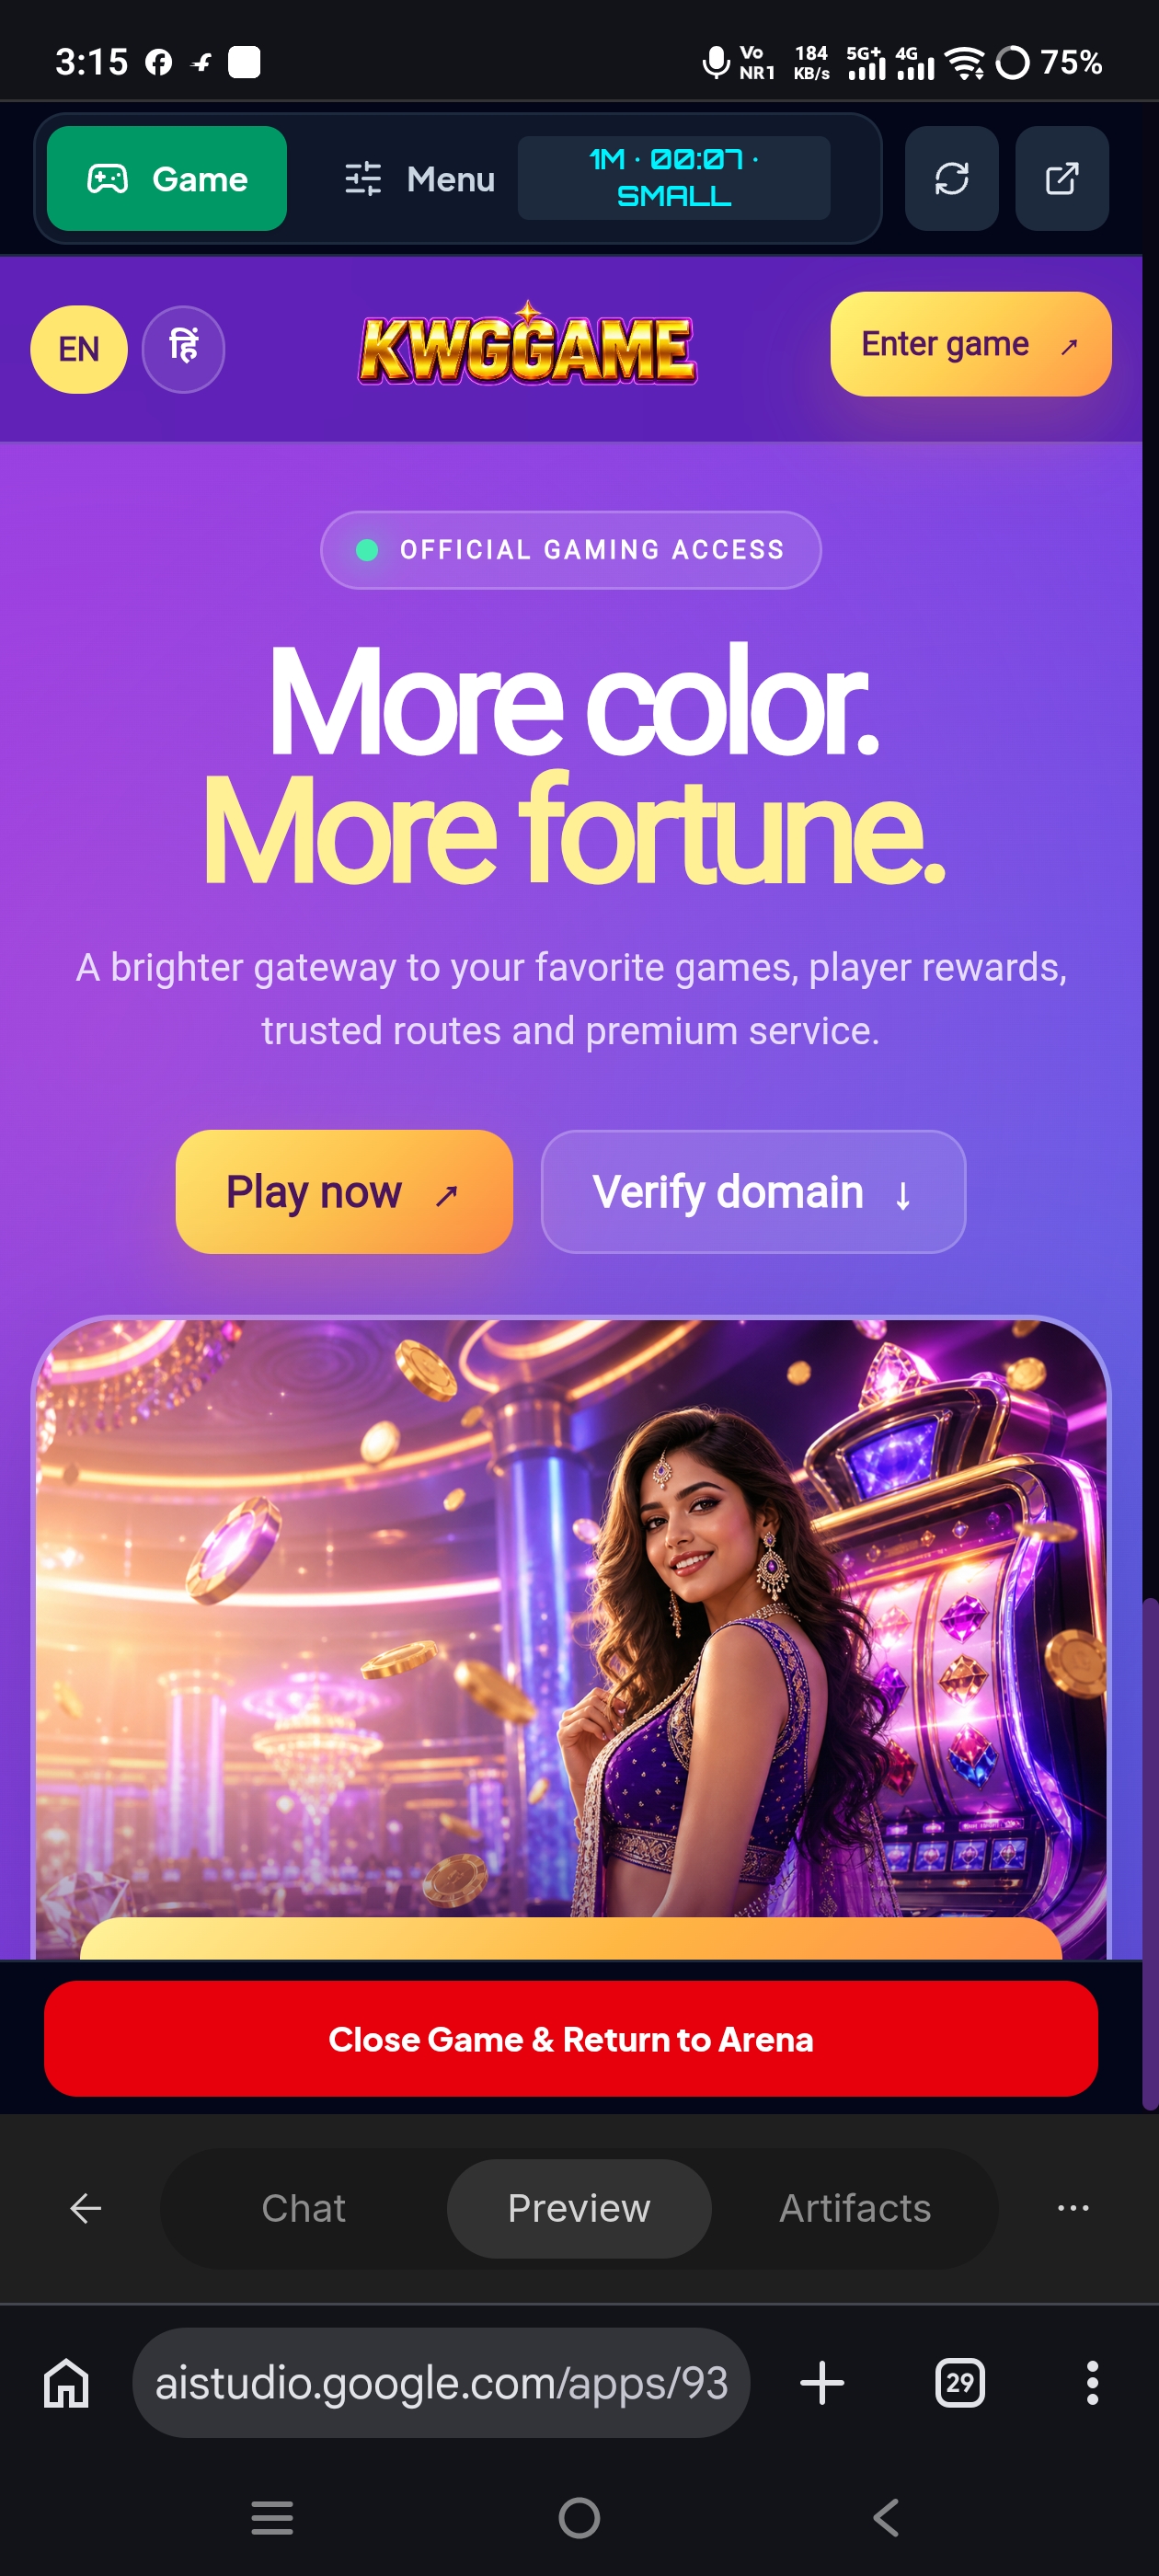 3:15
Vo
NR1
184
KB/s
5G+
4G
75%
Game
Menu
1M · 00:07 ·
SMALL
EN
हिं
KWGGAME
Enter game ↗
OFFICIAL GAMING ACCESS
More color.
More fortune.
A brighter gateway to your favorite games, player rewards,
trusted routes and premium service.
Play now ↗
Verify domain ↓
Close Game & Return to Arena
Chat
Preview
Artifacts
aistudio.google.com/apps/93
29